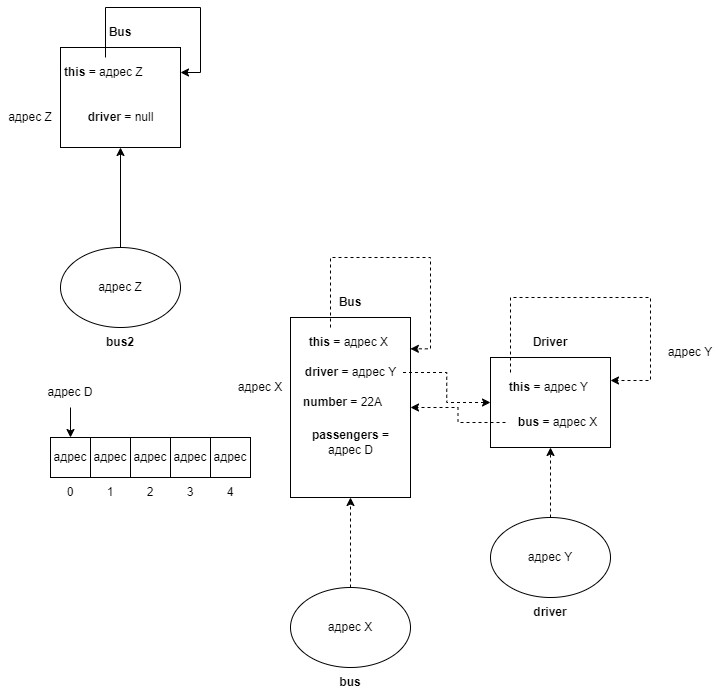 Bus
this = адрес Z
адрес Z
driver = null
адрес Z
bus2
Bus
this = адрес X
адрес X
driver = адрес Y
number = 22A
passengers =
адрес D
Driver
адрес Y
this = адрес Y
bus = адрес X
адрес D
адрес адрес адрес адрес адрес
0 1 2 3 4
адрес X
bus
адрес Y
driver